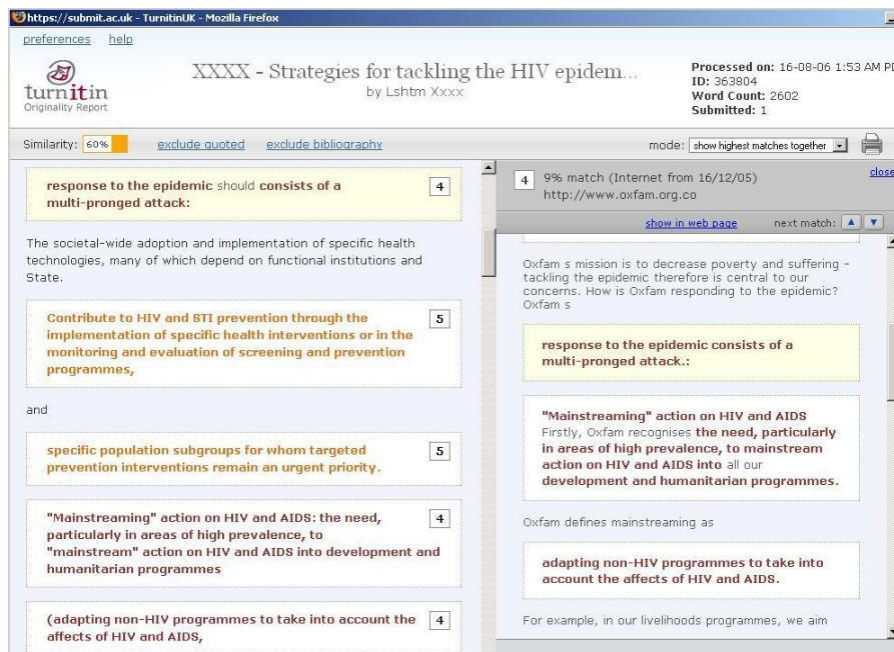 https://submit.ac.uk - TurnitinUK - Mozilla Firefox
preferences help
turnitin
Originality Report
XXXX - Strategies for tackling the HIV epidem...
by Lshtm Xxxx
Processed on: 16-08-06 1:53 AM PD
ID: 363804
Word Count: 2602
Submitted: 1
Similarity: 60% exclude quoted exclude bibliography mode: show highest matches together
response to the epidemic should consists of a 4
multi-pronged attack:
The societal-wide adoption and implementation of specific health
technologies, many of which depend on functional institutions and
State.
Contribute to HIV and STI prevention through the 5
implementation of specific health interventions or in the
monitoring and evaluation of screening and prevention
programmes,
and
specific population subgroups for whom targeted 5
prevention interventions remain an urgent priority.
"Mainstreaming" action on HIV and AIDS: the need, 4
particularly in areas of high prevalence, to
"mainstream" action on HIV and AIDS into development and
humanitarian programmes
(adapting non-HIV programmes to take into account the 4
affects of HIV and AIDS,
4 9% match (Internet from 16/12/05) close
http://www.oxfam.org.co
show in web page next match:
Oxfam s mission is to decrease poverty and suffering -
tackling the epidemic therefore is central to our
concerns. How is Oxfam responding to the epidemic?
Oxfam s
response to the epidemic consists of a
multi-pronged attack.:
"Mainstreaming" action on HIV and AIDS
Firstly, Oxfam recognises the need, particularly
in areas of high prevalence, to mainstream
action on HIV and AIDS into all our
development and humanitarian programmes.
Oxfam defines mainstreaming as
adapting non-HIV programmes to take into
account the affects of HIV and AIDS.
For example, in our livelihoods programmes, we aim